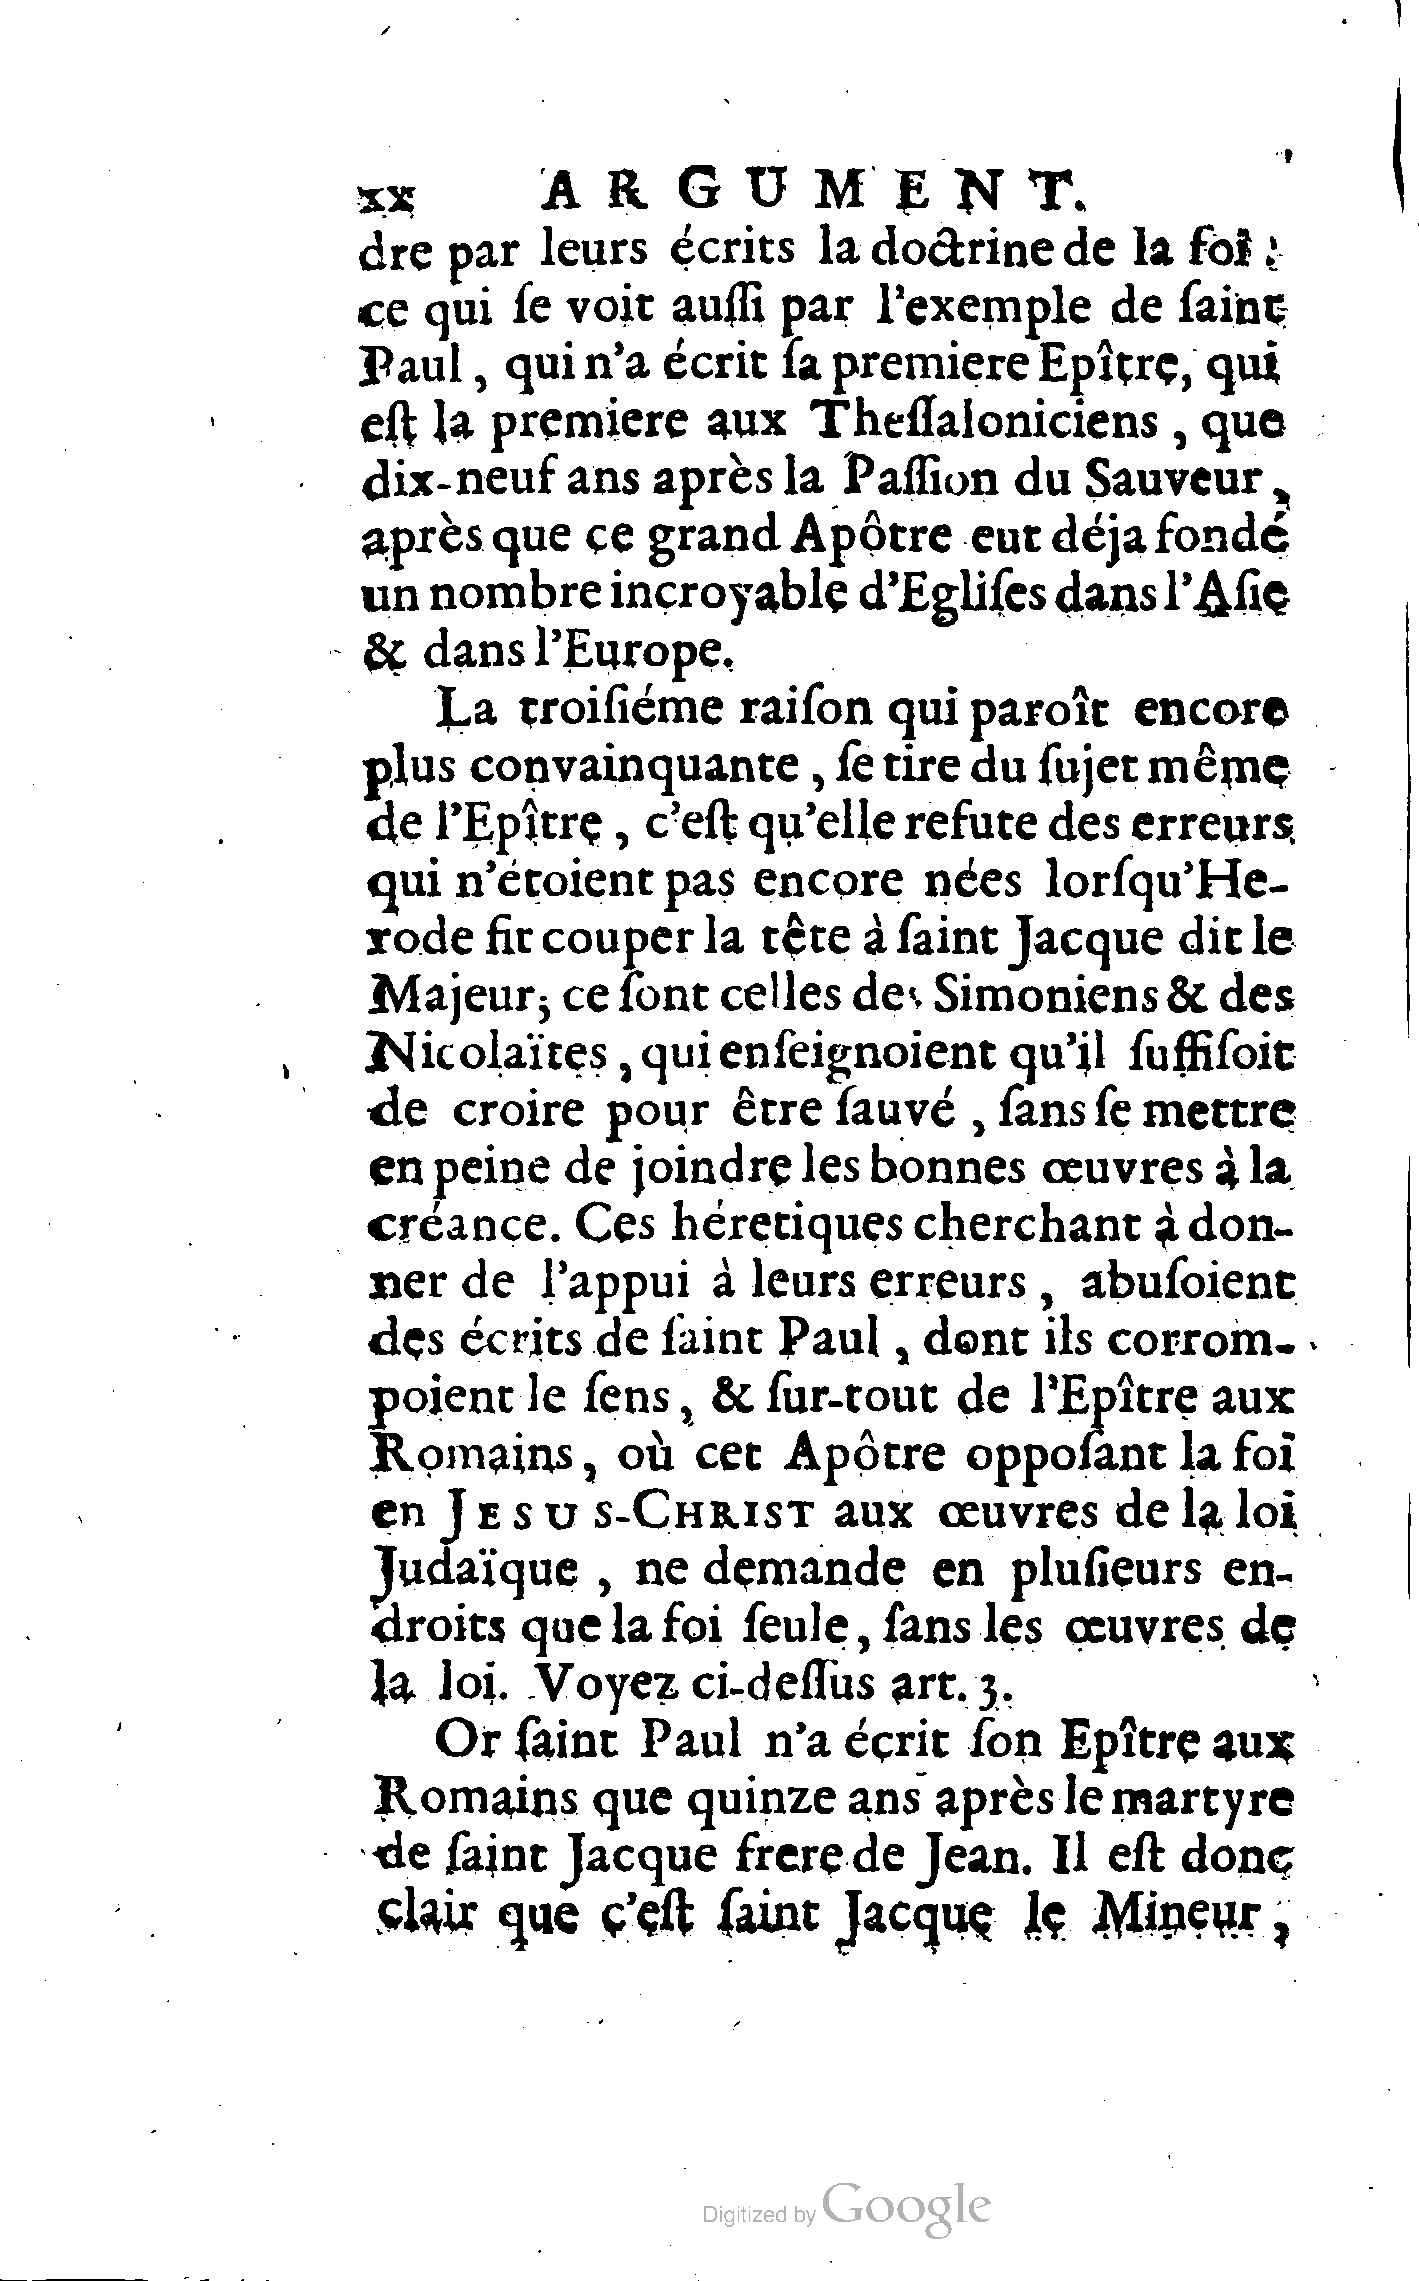 xx ARGUMENT.
dre par leurs écrits la doctrine de la foi :
ce qui ſe voit auſſi par l'exemple de ſaint
Paul, qui n'a écrit ſa premiere Epître, qui
eſt la premiere aux Theſſaloniciens, que
dix-neuf ans après la Paſſion du Sauveur,
après que ce grand Apôtre eut déja fondé
un nombre incroyable d'Egliſes dans l'Aſie
& dans l'Europe.
La troiſiéme raiſon qui paroît encore
plus convainquante, ſe tire du ſujet même
de l'Epître, c'eſt qu'elle refute des erreurs
qui n'étoient pas encore nées lorſqu'He-
rode fit couper la tête à ſaint Jacque dit le
Majeur; ce ſont celles des Simoniens & des
Nicolaïtes, qui enſeignoient qu'il ſuffiſoit
de croire pour être ſauvé, ſans ſe mettre
en peine de joindre les bonnes œuvres à la
créance. Ces héretiques cherchant à don-
ner de l'appui à leurs erreurs, abuſoient
des écrits de ſaint Paul, dont ils corrom-
poient le ſens, & ſur-tout de l'Epître aux
Romains, où cet Apôtre oppoſant la foi
en JESUS-CHRIST aux œuvres de la loi
Judaïque, ne demande en pluſieurs en-
droits que la foi ſeule, ſans les œuvres de
la loi. Voyez ci-deſſus art. 3.
Or ſaint Paul n'a écrit ſon Epître aux
Romains que quinze ans après le martyre
de ſaint Jacque frere de Jean. Il eſt donc
clair que c'eſt ſaint Jacque le Mineur,
Digitized by Google